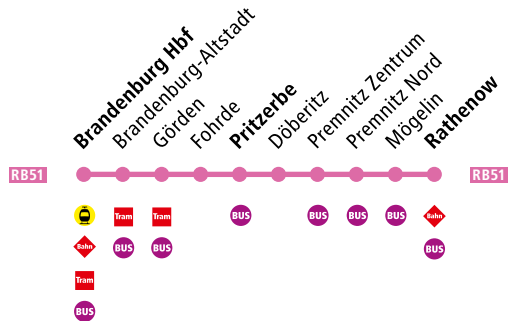 Brandenburg Hbf
Brandenburg-Altstadt
Görden
Fohrde
Pritzerbe
Döberitz
Premnitz Zentrum
Premnitz Nord
Mögelin
Rathenow
RB51
RB51
Tram
Tram
BUS
BUS
BUS
BUS
Bahn
Bahn
BUS
BUS
BUS
Tram
BUS